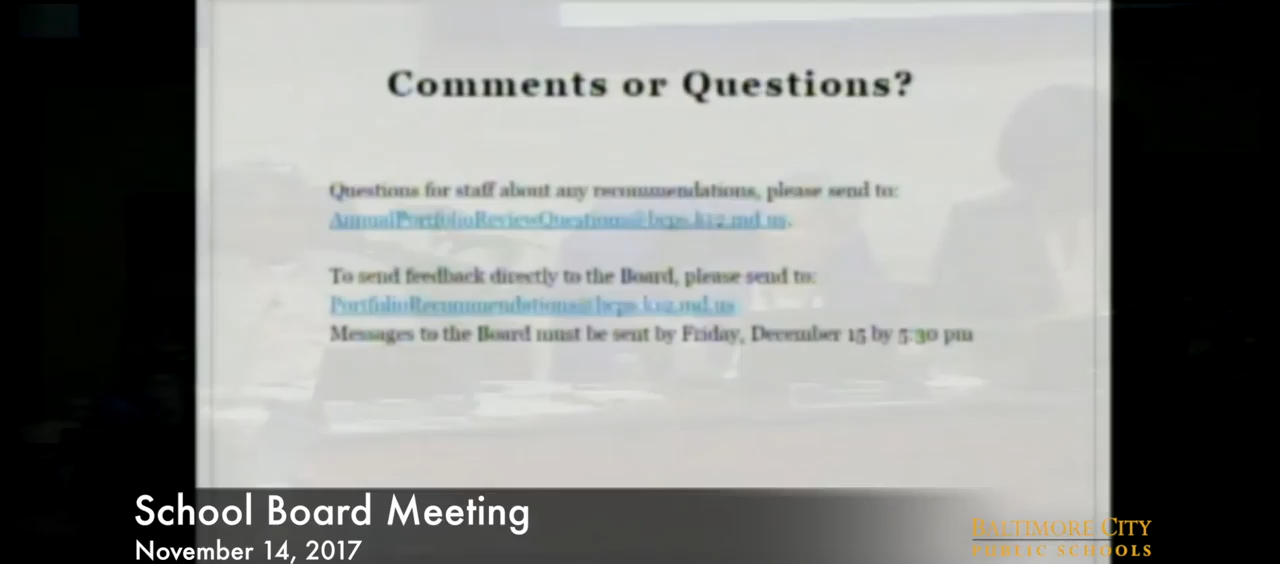 Comments or Questions?
Questions for staff about any recommendations, please send to:
AnnualPortfolioReviewQuestions@bcps.k12.md.us.
To send feedback directly to the Board, please send to:
PortfolioRecommendations@bcps.k12.md.us
Messages to the Board must be sent by Friday, December 15 by 5:30 pm
School Board Meeting
November 14, 2017
BALTIMORE CITY
PUBLIC SCHOOLS